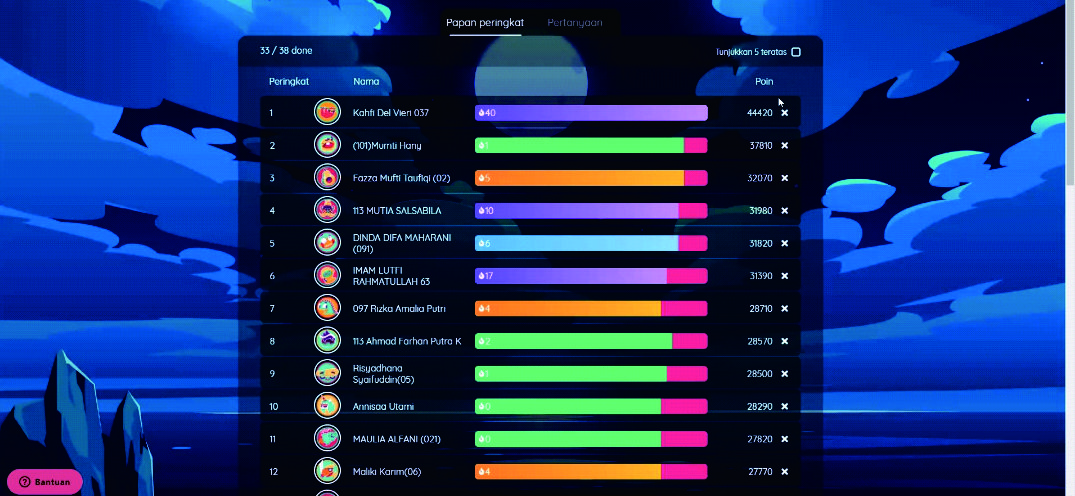 Papan peringkat Pertanyaan
33 / 38 done Tunjukkan 5 teratas
Peringkat Nama Poin
1 Kahfi Del Vieri 037 40 44420
2 (101)Murniti Hany 1 37810
3 Fazza Mufti Taufiqi (02) 5 32070
4 113 MUTIA SALSABILA 10 31980
5 DINDA DIFA MAHARANI
(091) 6 31820
6 IMAM LUTFI
RAHMATULLAH 63 17 31390
7 097 Rizka Amalia Putri 4 28710
8 113 Ahmad Farhan Putra K 2 28570
9 Risyadhana
Syaifuddin(05) 1 28500
10 Annisaa Utami 0 28290
11 MAULIA ALFANI (021) 0 27820
12 Maliki Karim(06) 4 27770
Bantuan